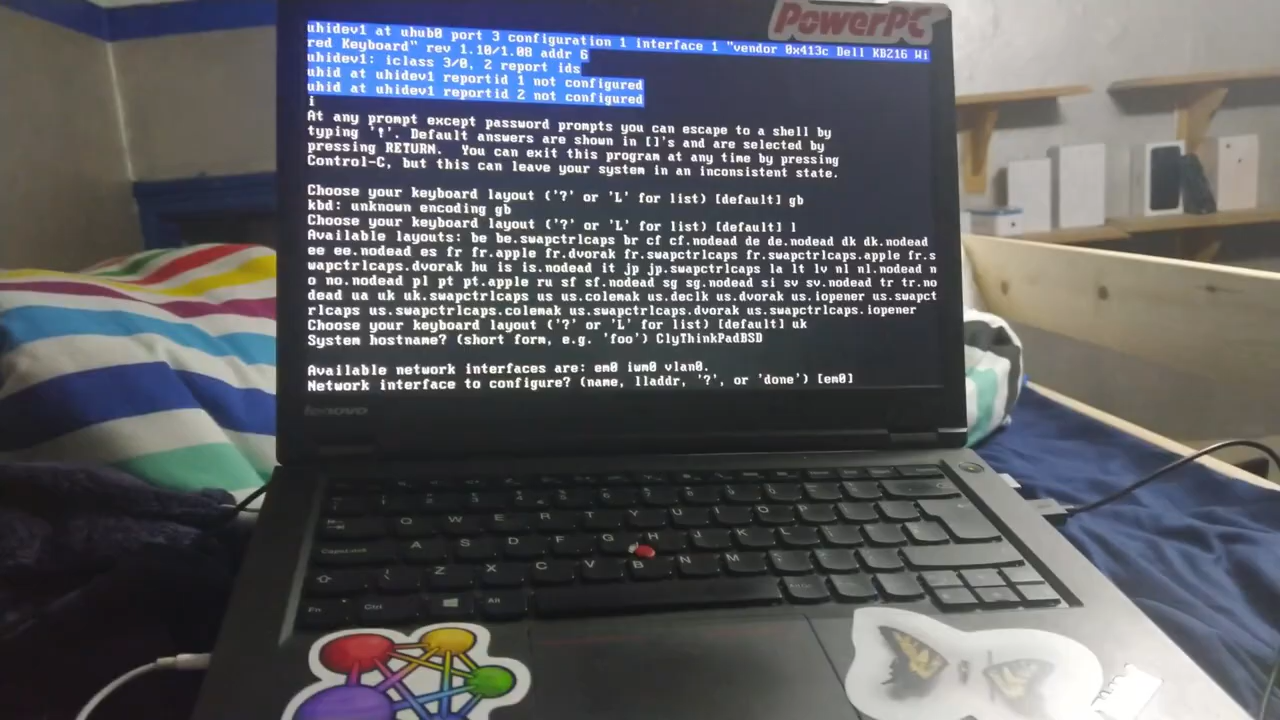 PowerPC
uhidev1 at uhub0 port 3 configuration 1 interface 1 "vendor 0x413c Dell KB216 Wi
red Keyboard" rev 1.10/1.08 addr 6
uhidev1: iclass 3/0, 2 report ids
uhid at uhidev1 reportid 1 not configured
uhid at uhidev1 reportid 2 not configured
i
At any prompt except password prompts you can escape to a shell by
typing '!'. Default answers are shown in []'s and are selected by
pressing RETURN.  You can exit this program at any time by pressing
Control-C, but this can leave your system in an inconsistent state.
Choose your keyboard layout ('?' or 'L' for list) [default] gb
kbd: unknown encoding gb
Choose your keyboard layout ('?' or 'L' for list) [default] l
Available layouts: be be.swapctrlcaps br cf cf.nodead de de.nodead dk dk.nodead
ee ee.nodead es fr fr.apple fr.dvorak fr.swapctrlcaps fr.swapctrlcaps.apple fr.s
wapctrlcaps.dvorak hu is is.nodead it jp jp.swapctrlcaps la lt lv nl nl.nodead n
o no.nodead pl pt pt.apple ru sf sf.nodead sg sg.nodead si sv sv.nodead tr tr.no
dead ua uk uk.swapctrlcaps us us.colemak us.declk us.dvorak us.iopener us.swapct
rlcaps us.swapctrlcaps.colemak us.swapctrlcaps.dvorak us.swapctrlcaps.iopener
Choose your keyboard layout ('?' or 'L' for list) [default] uk
System hostname? (short form, e.g. 'foo') ClyThinkPadBSD
Available network interfaces are: em0 iwm0 vlan0.
Network interface to configure? (name, lladdr, '?', or 'done') [em0]
lenovo
Q W E R T Y U I O P
CapsLock A S D F G H J K L
Z X C V B N M
Fn Ctrl Alt